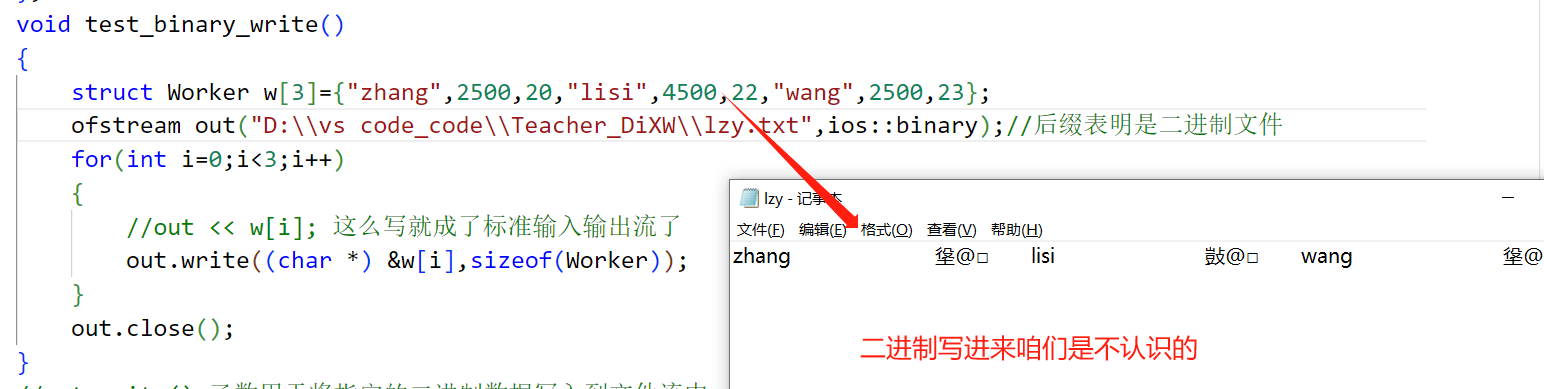 void test_binary_write()
{
struct Worker w[3]={"zhang",2500,20,"lisi",4500,22,"wang",2500,23};
ofstream out("D:\\vs code_code\\Teacher_DiXW\\lzy.txt",ios::binary);//后缀表明是二进制文件
for(int i=0;i<3;i++)
{
//out << w[i]; 这么写就成了标准输入输出流了
out.write((char *) &w[i],sizeof(Worker));
}
out.close();
}
lzy - 记事本
文件(F) 编辑(E) 格式(O) 查看(V) 帮助(H)
zhang 垼@□ lisi 敱@□ wang 垼@
二进制写进来咱们是不认识的